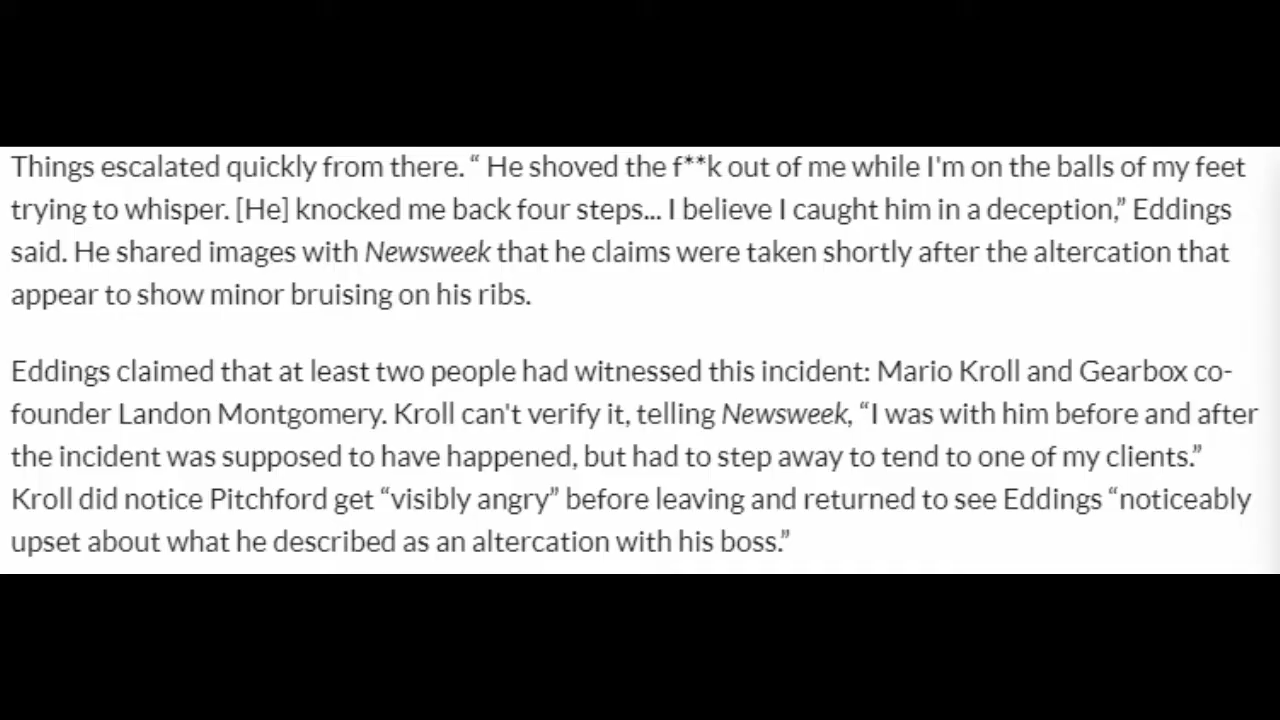 Things escalated quickly from there. “ He shoved the f**k out of me while I'm on the balls of my feet
trying to whisper. [He] knocked me back four steps... I believe I caught him in a deception,” Eddings
said. He shared images with Newsweek that he claims were taken shortly after the altercation that
appear to show minor bruising on his ribs.
Eddings claimed that at least two people had witnessed this incident: Mario Kroll and Gearbox co-
founder Landon Montgomery. Kroll can't verify it, telling Newsweek, “I was with him before and after
the incident was supposed to have happened, but had to step away to tend to one of my clients.”
Kroll did notice Pitchford get “visibly angry” before leaving and returned to see Eddings “noticeably
upset about what he described as an altercation with his boss.”